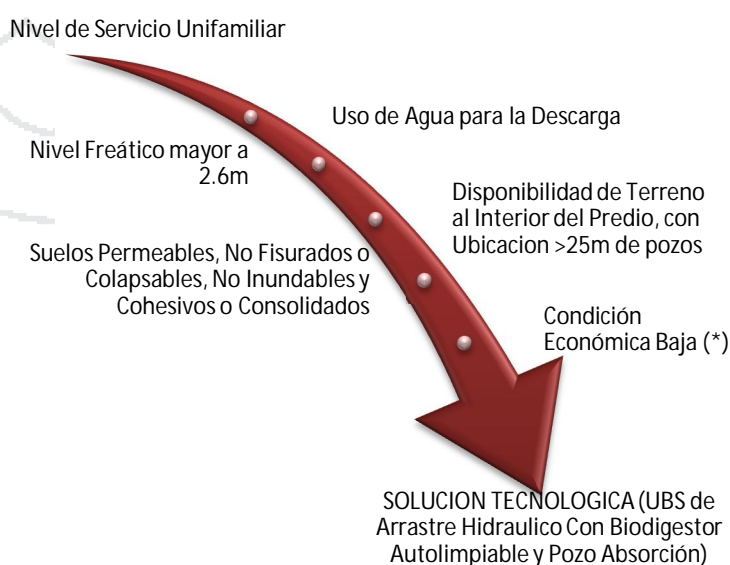 Nivel de Servicio Unifamiliar
Uso de Agua para la Descarga
Nivel Freático mayor a
2.6m
Disponibilidad de Terreno
al Interior del Predio, con
Ubicacion >25m de pozos
Suelos Permeables, No Fisurados o
Colapsables, No Inundables y
Cohesivos o Consolidados
Condición
Económica Baja (*)
SOLUCION TECNOLOGICA (UBS de
Arrastre Hidraulico Con Biodigestor
Autolimpiable y Pozo Absorción)